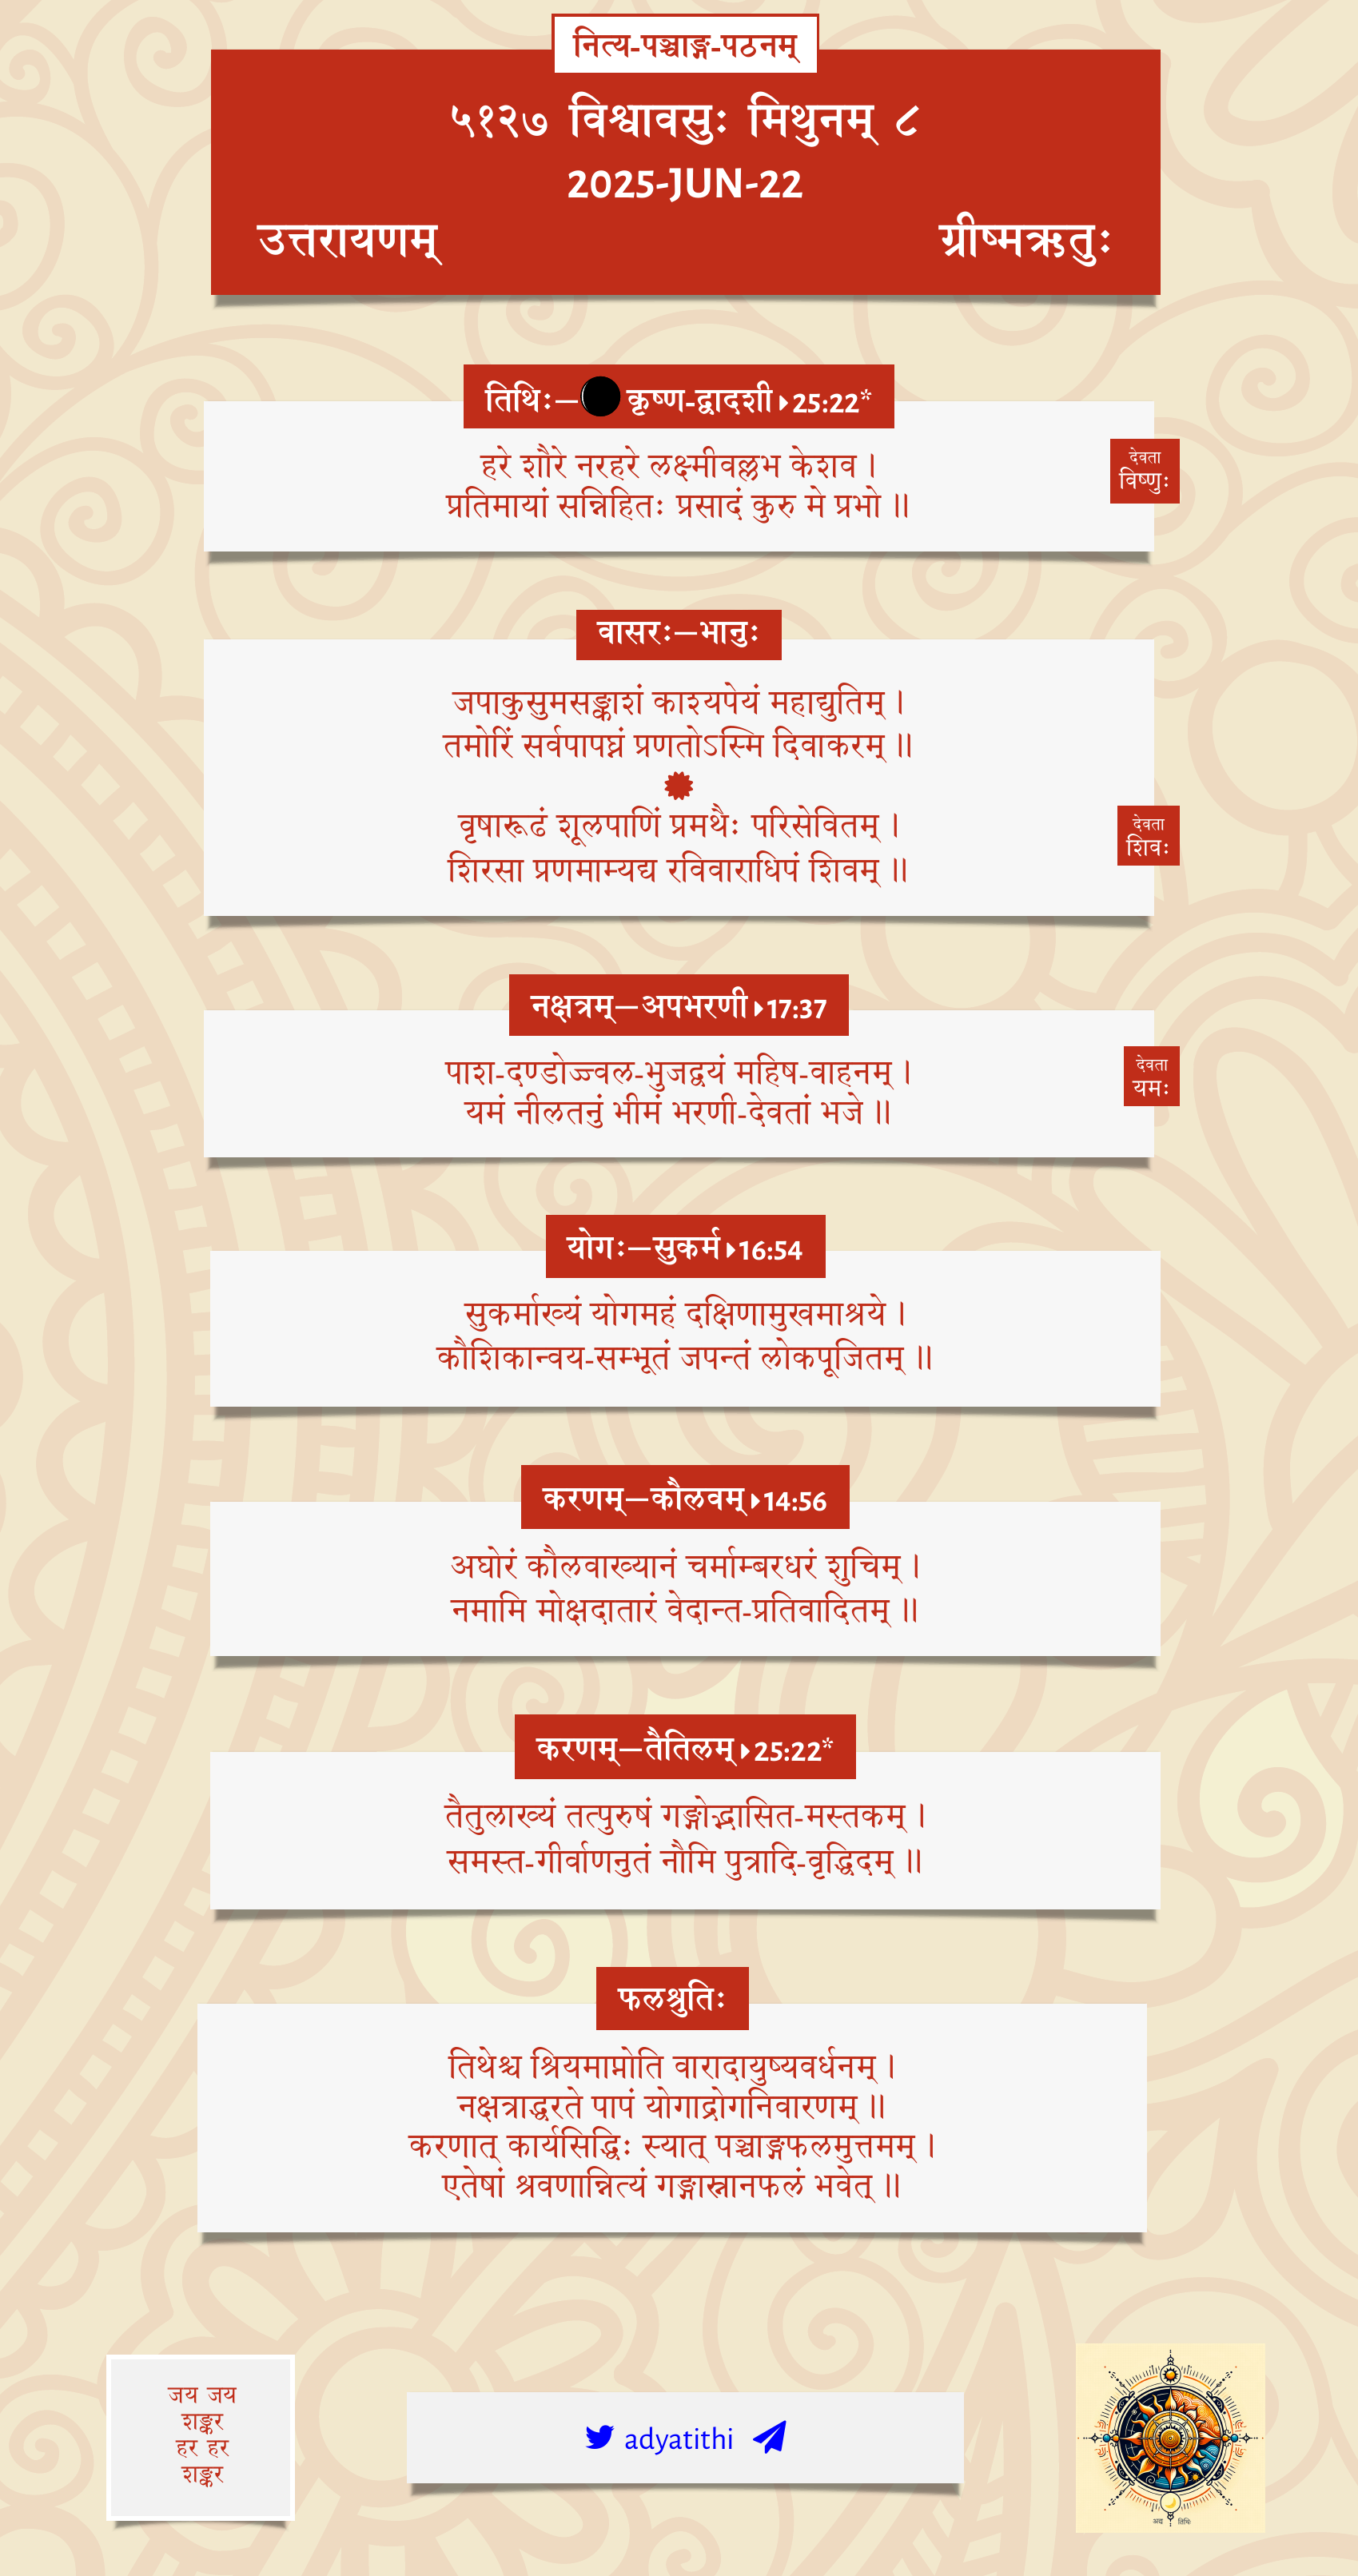 नित्य-पञ्चाङ्ग-पठनम्
५१२७ विश्वावसुः मिथुनम् ८
2025-JUN-22
उत्तरायणम् ग्रीष्मऋतुः
तिथिः— कृष्ण-द्वादशी 25:22*
हरे शौरे नरहरे लक्ष्मीवल्लभ केशव ।
प्रतिमायां सन्निहितः प्रसादं कुरु मे प्रभो ॥
देवता
विष्णुः
वासरः—भानुः
जपाकुसुमसङ्काशं काश्यपेयं महाद्युतिम् ।
तमोरिं सर्वपापघ्नं प्रणतोऽस्मि दिवाकरम् ॥
वृषारूढं शूलपाणिं प्रमथैः परिसेवितम् ।
शिरसा प्रणमाम्यद्य रविवाराधिपं शिवम् ॥
देवता
शिवः
नक्षत्रम्—अपभरणी 17:37
पाश-दण्डोज्ज्वल-भुजद्वयं महिष-वाहनम् ।
यमं नीलतनुं भीमं भरणी-देवतां भजे ॥
देवता
यमः
योगः—सुकर्म 16:54
सुकर्माख्यं योगमहं दक्षिणामुखमाश्रये ।
कौशिकान्वय-सम्भूतं जपन्तं लोकपूजितम् ॥
करणम्—कौलवम् 14:56
अघोरं कौलवाख्यानं चर्माम्बरधरं शुचिम् ।
नमामि मोक्षदातारं वेदान्त-प्रतिवादितम् ॥
करणम्—तैतिलम् 25:22*
तैतुलाख्यं तत्पुरुषं गङ्गोद्भासित-मस्तकम् ।
समस्त-गीर्वाणनुतं नौमि पुत्रादि-वृद्धिदम् ॥
फलश्रुतिः
तिथेश्च श्रियमाप्नोति वारादायुष्यवर्धनम् ।
नक्षत्राद्धरते पापं योगाद्रोगनिवारणम् ॥
करणात् कार्यसिद्धिः स्यात् पञ्चाङ्गफलमुत्तमम् ।
एतेषां श्रवणान्नित्यं गङ्गास्नानफलं भवेत् ॥
जय जय
शङ्कर
हर हर
शङ्कर
adyatithi
अद्य तिथिः